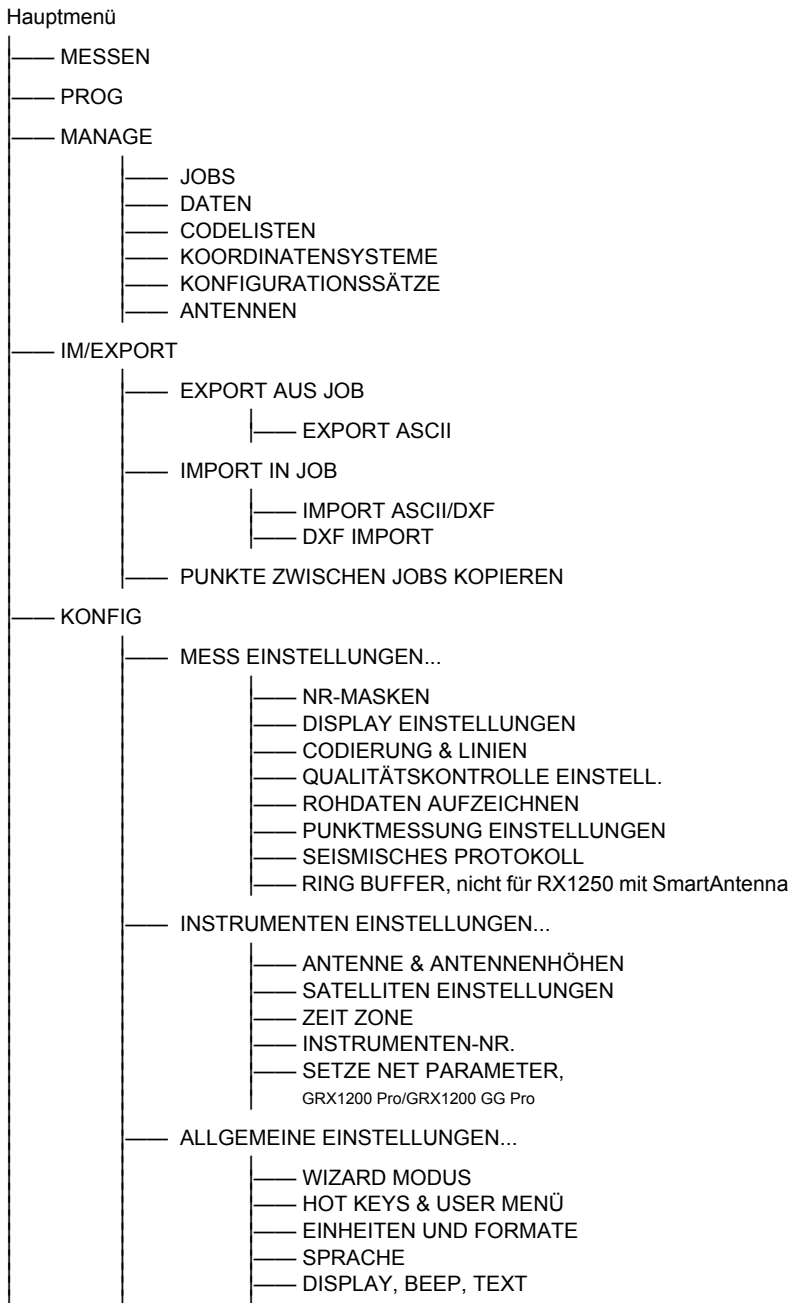 Hauptmenü
MESSEN
PROG
MANAGE
JOBS
DATEN
CODELISTEN
KOORDINATENSYSTEME
KONFIGURATIONSSÄTZE
ANTENNEN
IM/EXPORT
EXPORT AUS JOB
EXPORT ASCII
IMPORT IN JOB
IMPORT ASCII/DXF
DXF IMPORT
PUNKTE ZWISCHEN JOBS KOPIEREN
KONFIG
MESS EINSTELLUNGEN...
NR-MASKEN
DISPLAY EINSTELLUNGEN
CODIERUNG & LINIEN
QUALITÄTSKONTROLLE EINSTELL.
ROHDATEN AUFZEICHNEN
PUNKTMESSUNG EINSTELLUNGEN
SEISMISCHES PROTOKOLL
RING BUFFER, nicht für RX1250 mit SmartAntenna
INSTRUMENTEN EINSTELLUNGEN...
ANTENNE & ANTENNENHÖHEN
SATELLITEN EINSTELLUNGEN
ZEIT ZONE
INSTRUMENTEN-NR.
SETZE NET PARAMETER,
GRX1200 Pro/GRX1200 GG Pro
ALLGEMEINE EINSTELLUNGEN...
WIZARD MODUS
HOT KEYS & USER MENÜ
EINHEITEN UND FORMATE
SPRACHE
DISPLAY, BEEP, TEXT